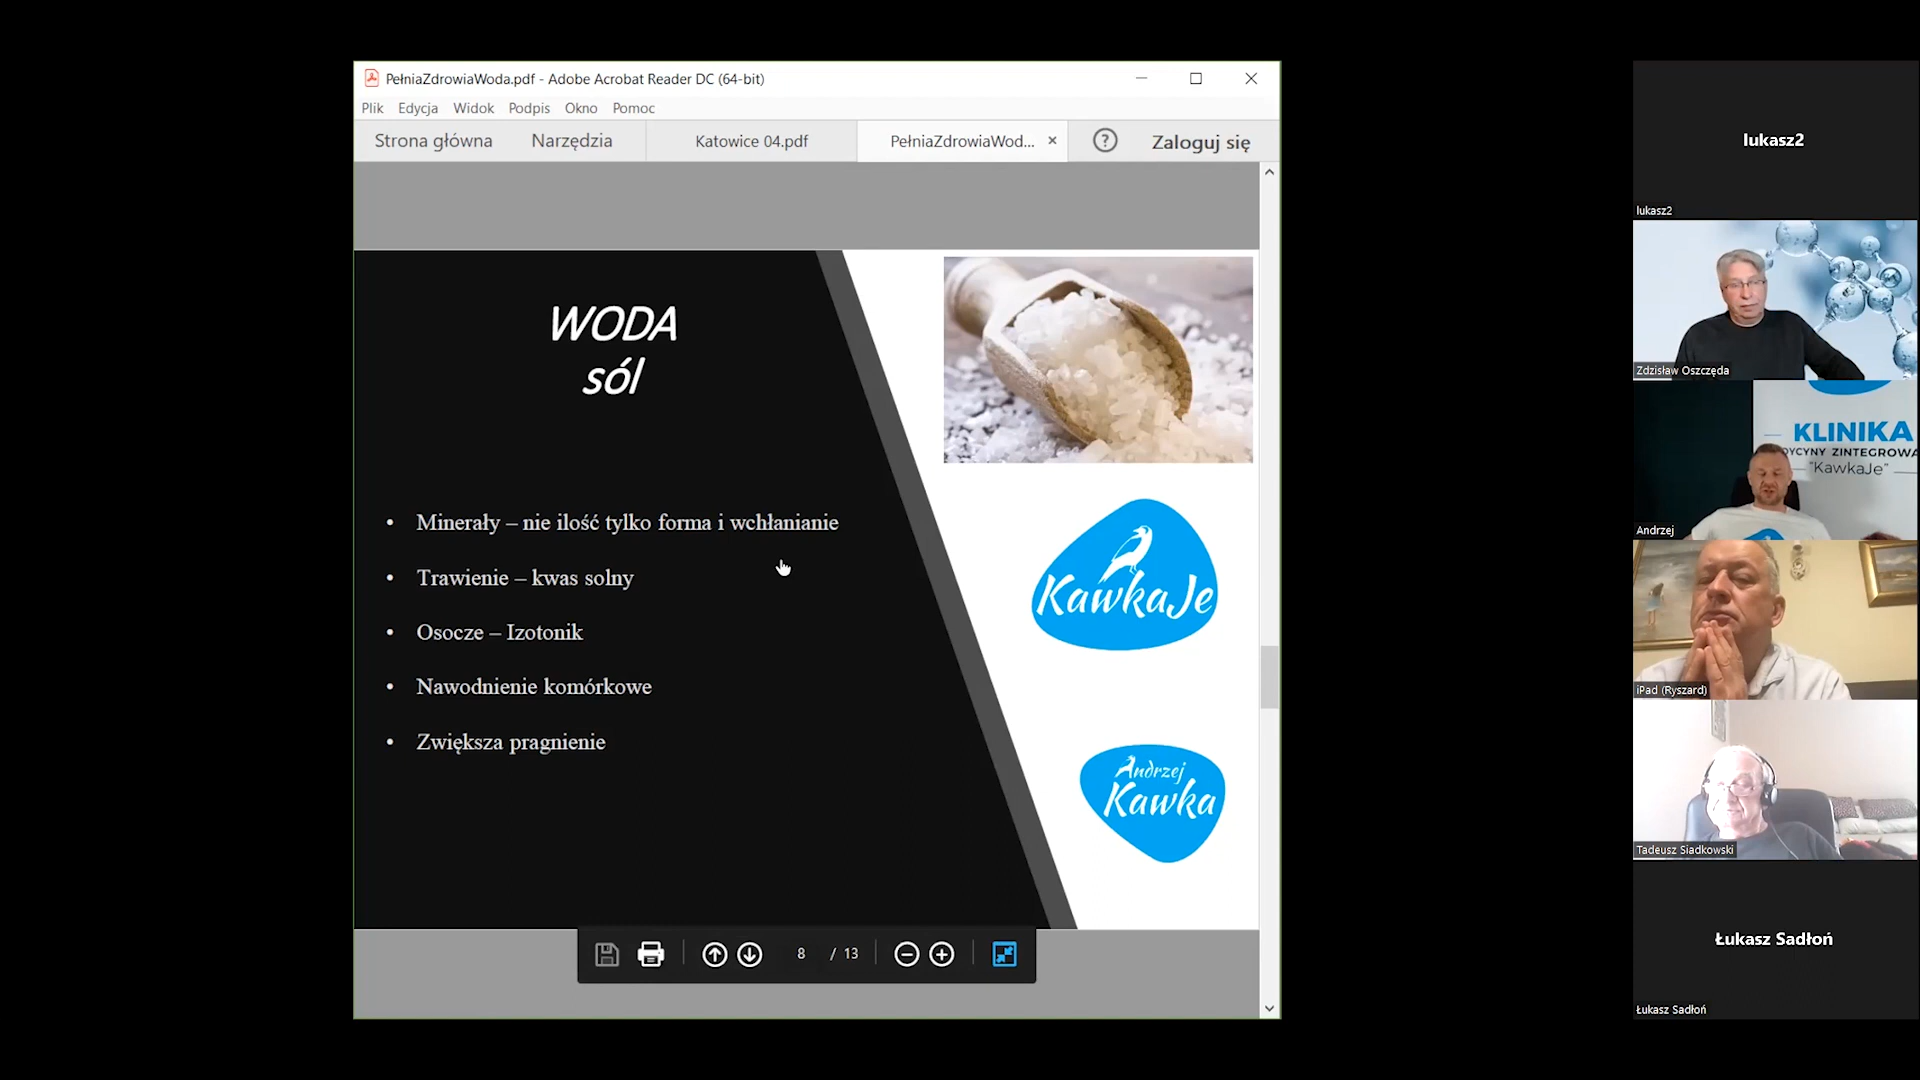 PełniaZdrowiaWoda.pdf - Adobe Acrobat Reader DC (64-bit)
Plik Edycja Widok Podpis Okno Pomoc
Strona główna Narzędzia Katowice 04.pdf PełniaZdrowiaWod... × ? Zaloguj się
WODA
sól
• Minerały – nie ilość tylko forma i wchłanianie
• Trawienie – kwas solny
• Osocze – Izotonik
• Nawodnienie komórkowe
• Zwiększa pragnienie
KawkaJe
Andrzej
Kawka
8 / 13
lukasz2
lukasz2
Zdzisław Oszczęda
KLINIKA
DYCYNY ZINTEGROWA
"KawkaJe"
Andrzej
iPad (Ryszard)
Tadeusz Siadkowski
Łukasz Sadłoń
Łukasz Sadłoń